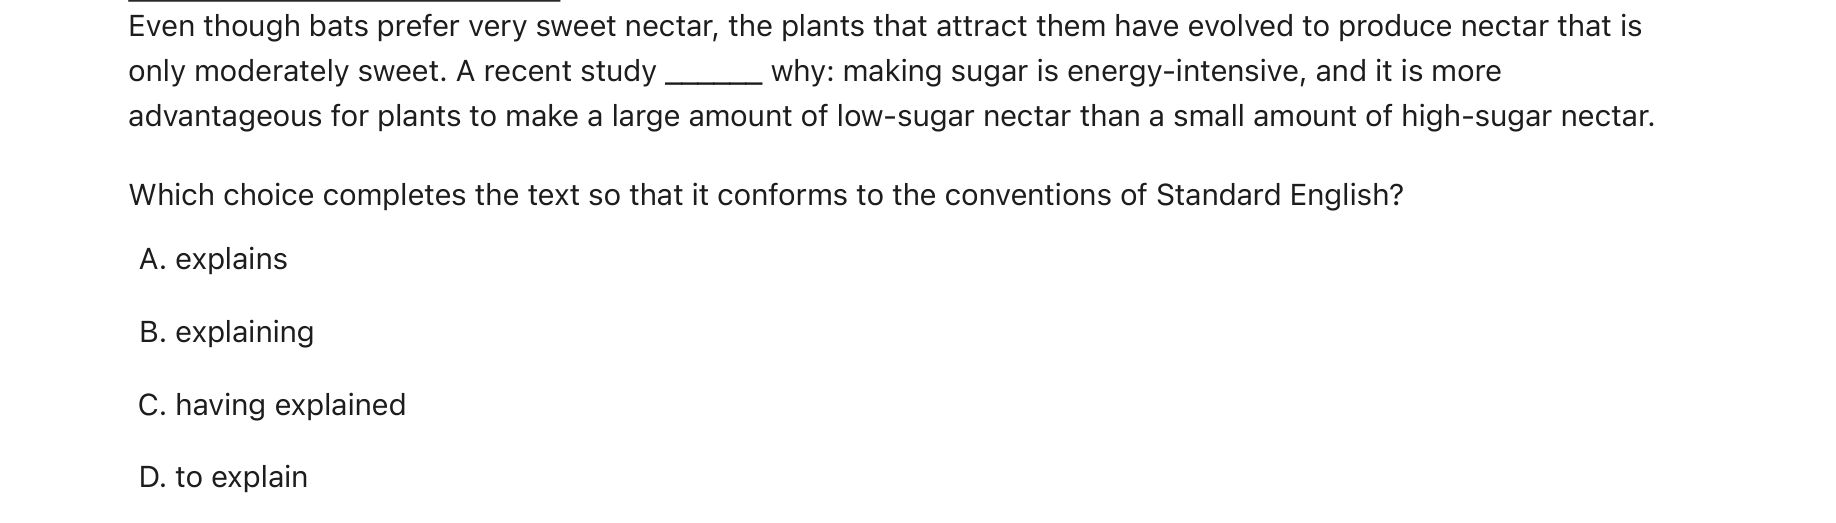 Even though bats prefer very sweet nectar, the plants that attract them have evolved to produce nectar that is
only moderately sweet. A recent study ______ why: making sugar is energy-intensive, and it is more
advantageous for plants to make a large amount of low-sugar nectar than a small amount of high-sugar nectar.
Which choice completes the text so that it conforms to the conventions of Standard English?
A. explains
B. explaining
C. having explained
D. to explain